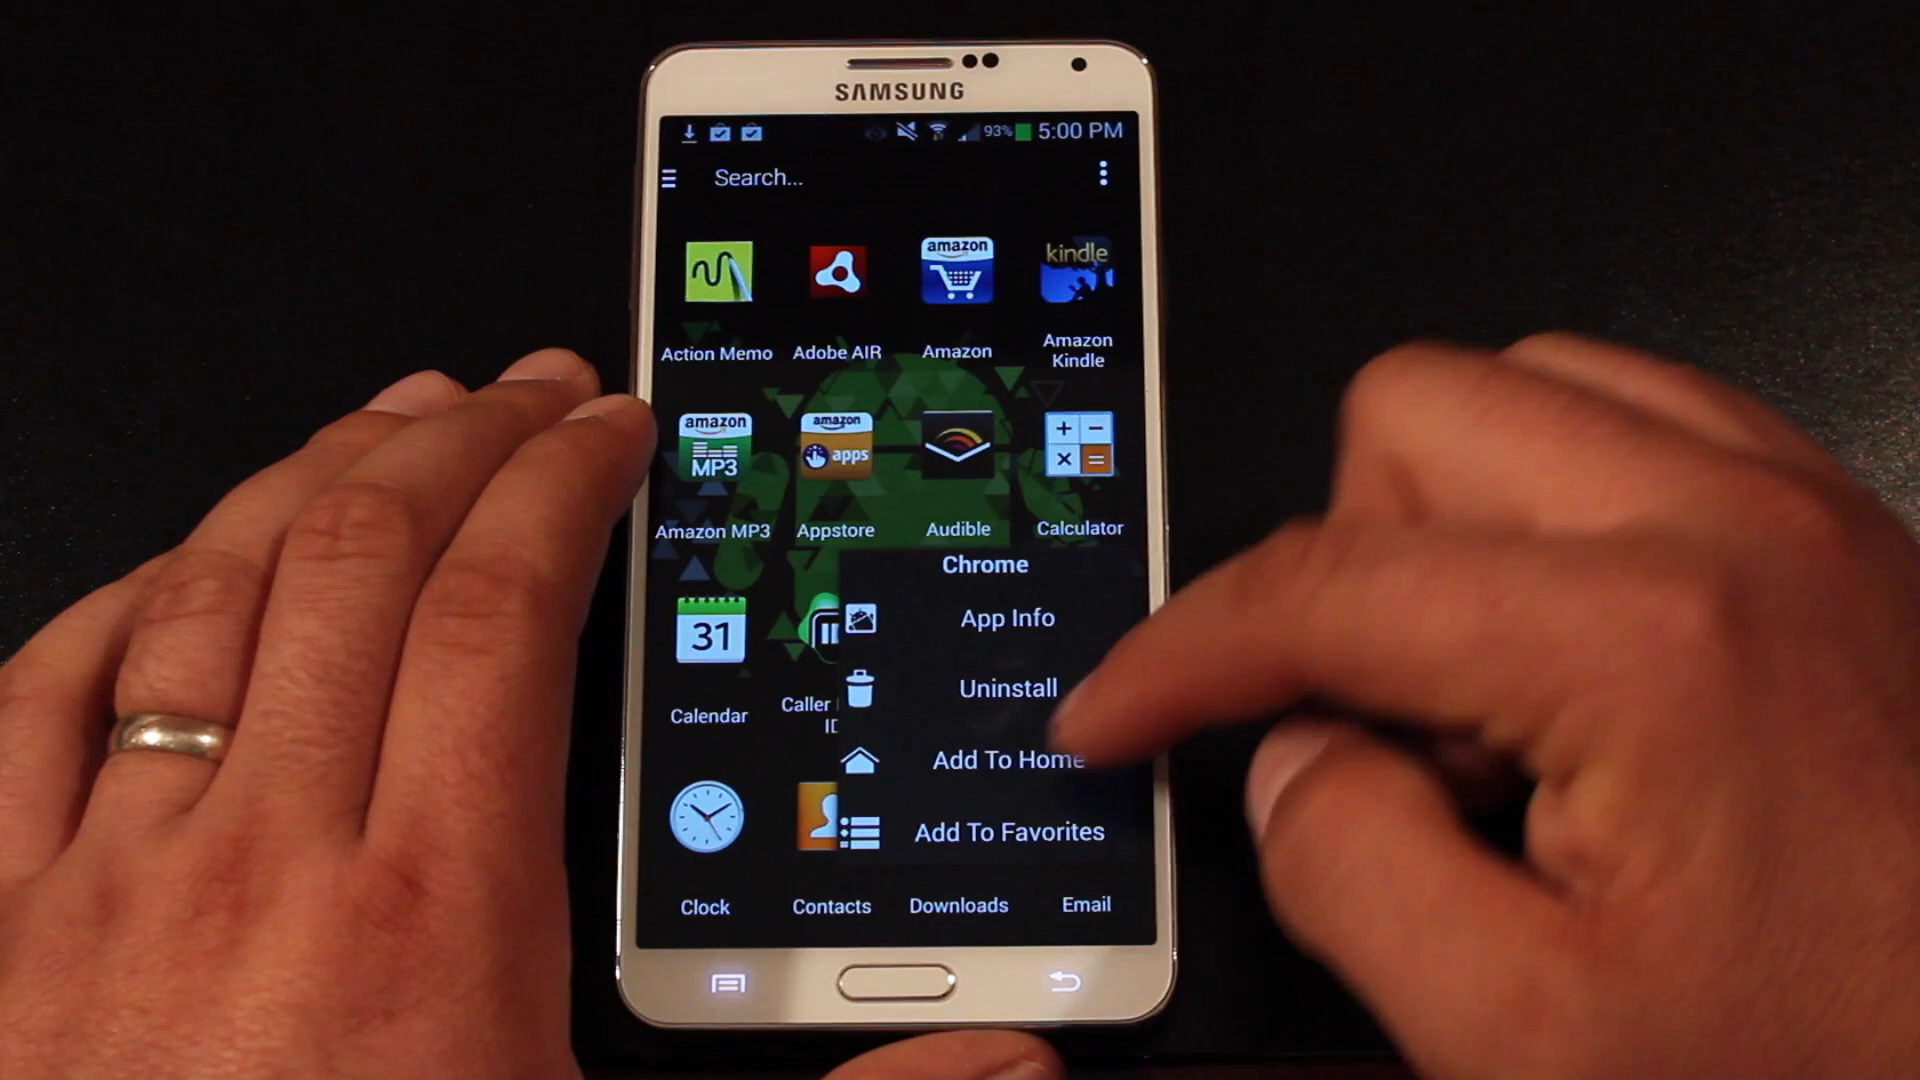 SAMSUNG
93% 5:00 PM
Search...
amazon
kindle
Action Memo
Adobe AIR
Amazon
Amazon
Kindle
amazon
MP3
amazon
apps
+ −
× =
Amazon MP3
Appstore
Audible
Calculator
Chrome
App Info
31
Uninstall
Calendar
Caller
Add To Home
Add To Favorites
Clock
Contacts
Downloads
Email